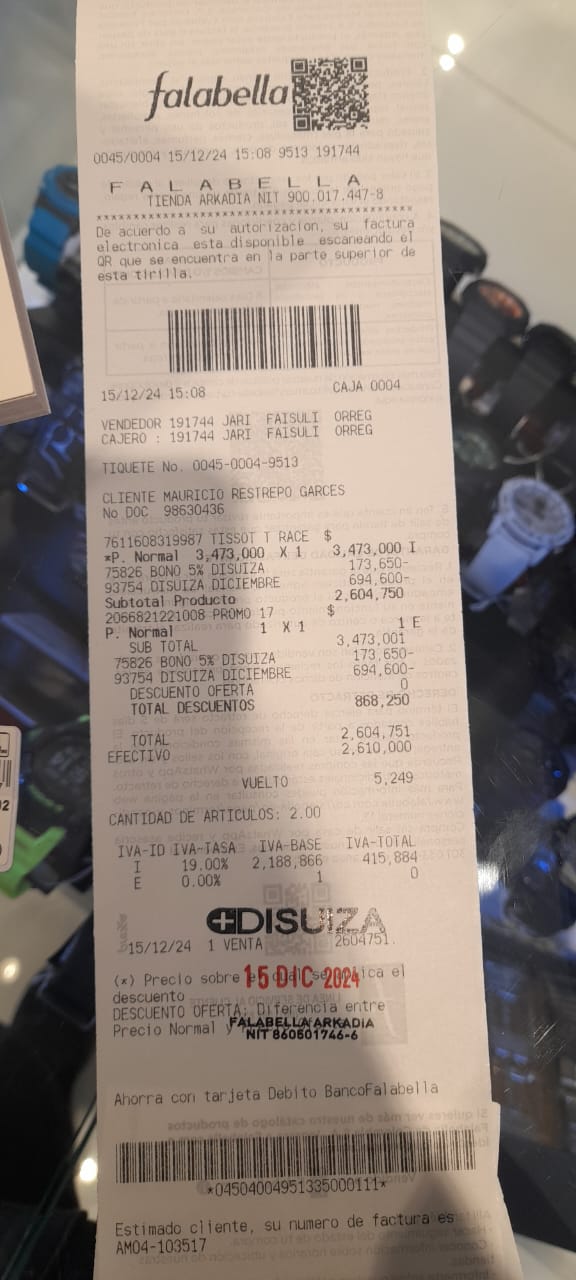 falabella
0045/0004 15/12/24 15:08 9513 191744
F A L A B E L L A
TIENDA ARKADIA NIT 900.017.447-8
De acuerdo a su autorizacion, su factura
electronica esta disponible escaneando el
QR que se encuentra en la parte superior de
esta tirilla.
15/12/24 15:08 CAJA 0004
VENDEDOR 191744 JARI FAISULI ORREG
CAJERO : 191744 JARI FAISULI ORREG
TIQUETE No. 0045-0004-9513
CLIENTE MAURICIO RESTREPO GARCES
No DOC 98630436
7611608319987 TISSOT T RACE $
*P. Normal 3,473,000 X 1 3,473,000 I
75826 BONO 5% DISUIZA 173,650-
93754 DISUIZA DICIEMBRE 694,600-
Subtotal Producto 2,604,750
2066821221008 PROMO 17 $
P. Normal 1 X 1 1 E
SUB TOTAL 3,473,001
75826 BONO 5% DISUIZA 173,650-
93754 DISUIZA DICIEMBRE 694,600-
DESCUENTO OFERTA 0
TOTAL DESCUENTOS 868,250
TOTAL 2,604,751
EFECTIVO 2,610,000
VUELTO 5,249
CANTIDAD DE ARTICULOS: 2.00
IVA-ID IVA-TASA IVA-BASE IVA-TOTAL
I 19.00% 2,188,866 415,884
E 0.00% 1 0
DISUIZA
15/12/24 1 VENTA 2604751.
(*) Precio sobre el cual se aplica el
15 DIC 2024
descuento
DESCUENTO OFERTA: Diferencia entre
Precio Normal y
FALABELLA ARKADIA
NIT 860501746-6
Ahorra con tarjeta Debito BancoFalabella
*04504004951335000111*
Estimado cliente, su numero de factura es
AM04-103517